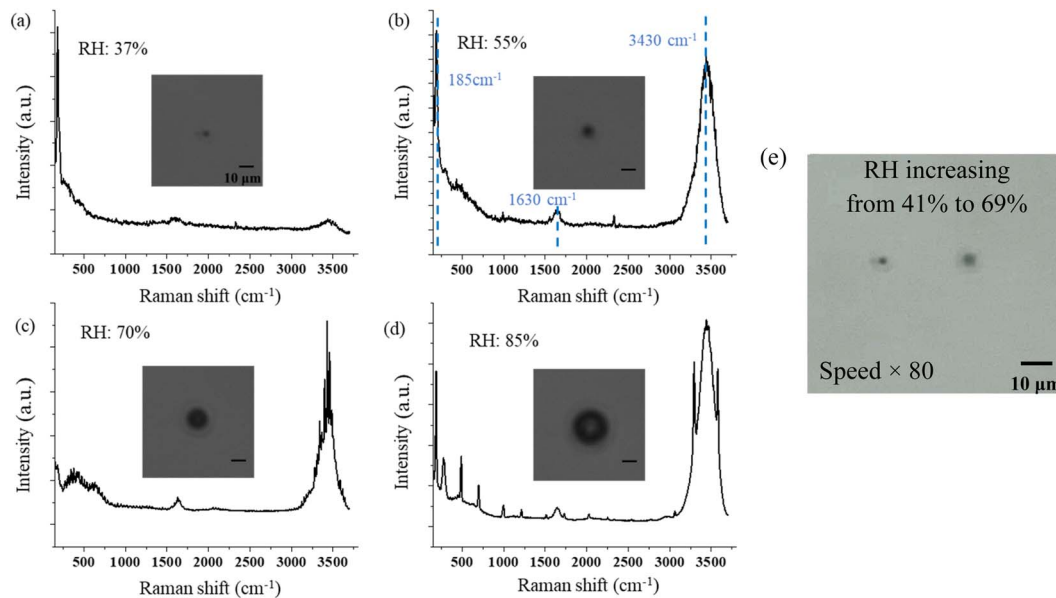 (a)
RH: 37%
10 µm
Intensity (a.u.)
500 1000 1500 2000 2500 3000 3500
Raman shift (cm⁻¹)
(b)
RH: 55%
185cm⁻¹
3430 cm⁻¹
1630 cm⁻¹
Intensity (a.u.)
500 1000 1500 2000 2500 3000 3500
Raman shift (cm⁻¹)
(c)
RH: 70%
Intensity (a.u.)
500 1000 1500 2000 2500 3000 3500
Raman shift (cm⁻¹)
(d)
RH: 85%
Intensity (a.u.)
500 1000 1500 2000 2500 3000 3500
Raman shift (cm⁻¹)
(e)
RH increasing
from 41% to 69%
Speed × 80
10 µm